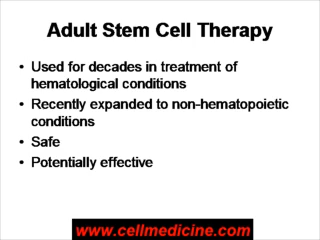 Adult Stem Cell Therapy
• Used for decades in treatment of
hematological conditions
• Recently expanded to non-hematopoietic
conditions
• Safe
• Potentially effective
www.cellmedicine.com